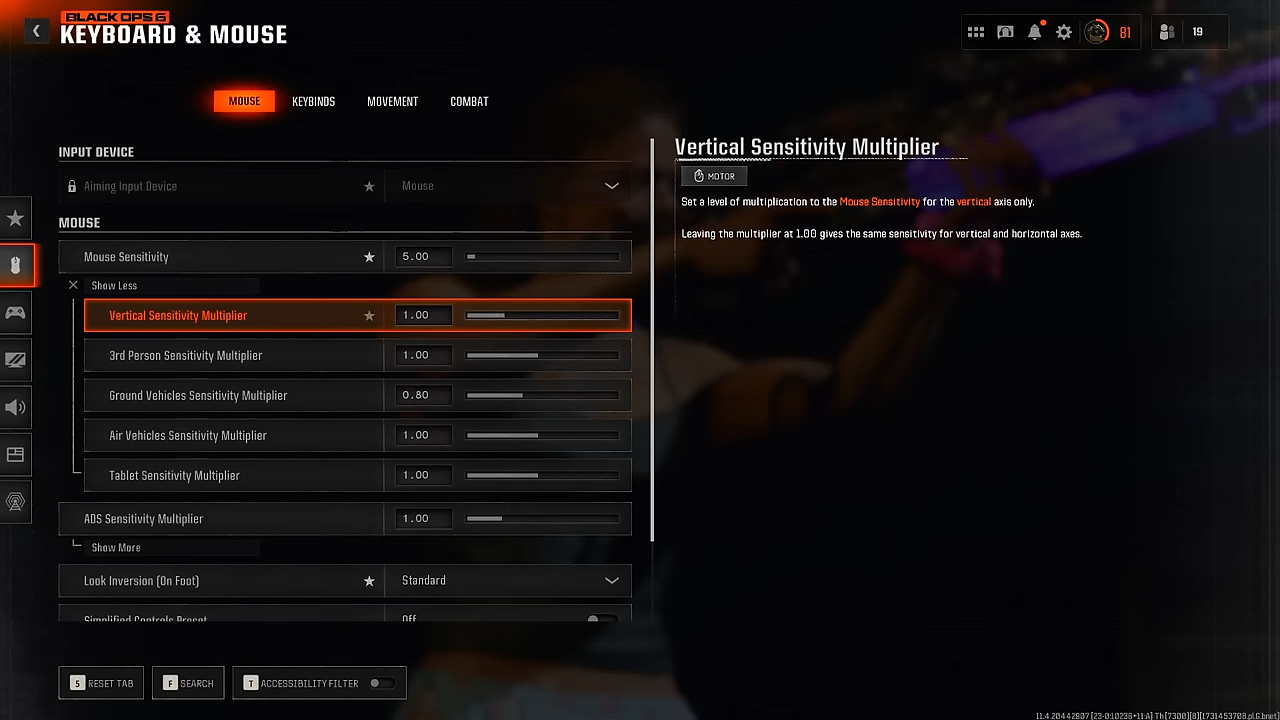 BLACK OPS 6
KEYBOARD & MOUSE
81
19
MOUSE
KEYBINDS
MOVEMENT
COMBAT
INPUT DEVICE
Aiming Input Device
Mouse
MOUSE
Mouse Sensitivity
5.00
Show Less
Vertical Sensitivity Multiplier
1.00
3rd Person Sensitivity Multiplier
1.00
Ground Vehicles Sensitivity Multiplier
0.80
Air Vehicles Sensitivity Multiplier
1.00
Tablet Sensitivity Multiplier
1.00
ADS Sensitivity Multiplier
1.00
Show More
Look Inversion (On Foot)
Standard
Simplified Controls Preset
Off
Vertical Sensitivity Multiplier
MOTOR
Set a level of multiplication to the Mouse Sensitivity for the vertical axis only.
Leaving the multiplier at 1.00 gives the same sensitivity for vertical and horizontal axes.
5 RESET TAB
F SEARCH
T ACCESSIBILITY FILTER